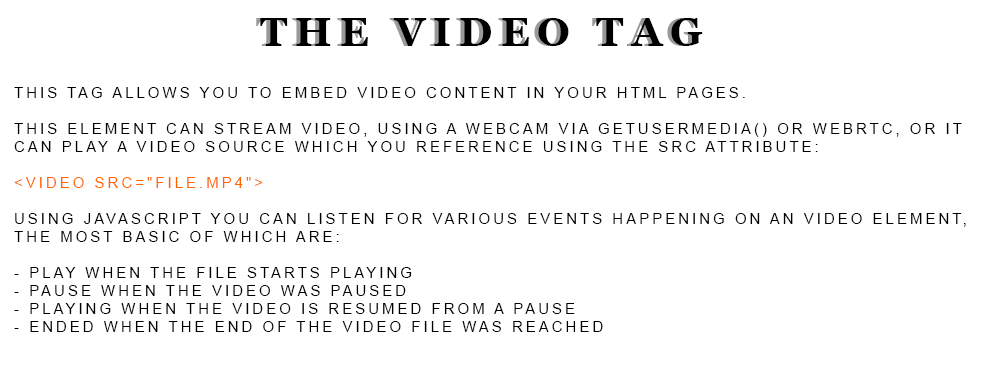 THE VIDEO TAG
THIS TAG ALLOWS YOU TO EMBED VIDEO CONTENT IN YOUR HTML PAGES.
THIS ELEMENT CAN STREAM VIDEO, USING A WEBCAM VIA GETUSERMEDIA() OR WEBRTC, OR IT
CAN PLAY A VIDEO SOURCE WHICH YOU REFERENCE USING THE SRC ATTRIBUTE:
<VIDEO SRC="FILE.MP4">
USING JAVASCRIPT YOU CAN LISTEN FOR VARIOUS EVENTS HAPPENING ON AN VIDEO ELEMENT,
THE MOST BASIC OF WHICH ARE:
- PLAY WHEN THE FILE STARTS PLAYING
- PAUSE WHEN THE VIDEO WAS PAUSED
- PLAYING WHEN THE VIDEO IS RESUMED FROM A PAUSE
- ENDED WHEN THE END OF THE VIDEO FILE WAS REACHED